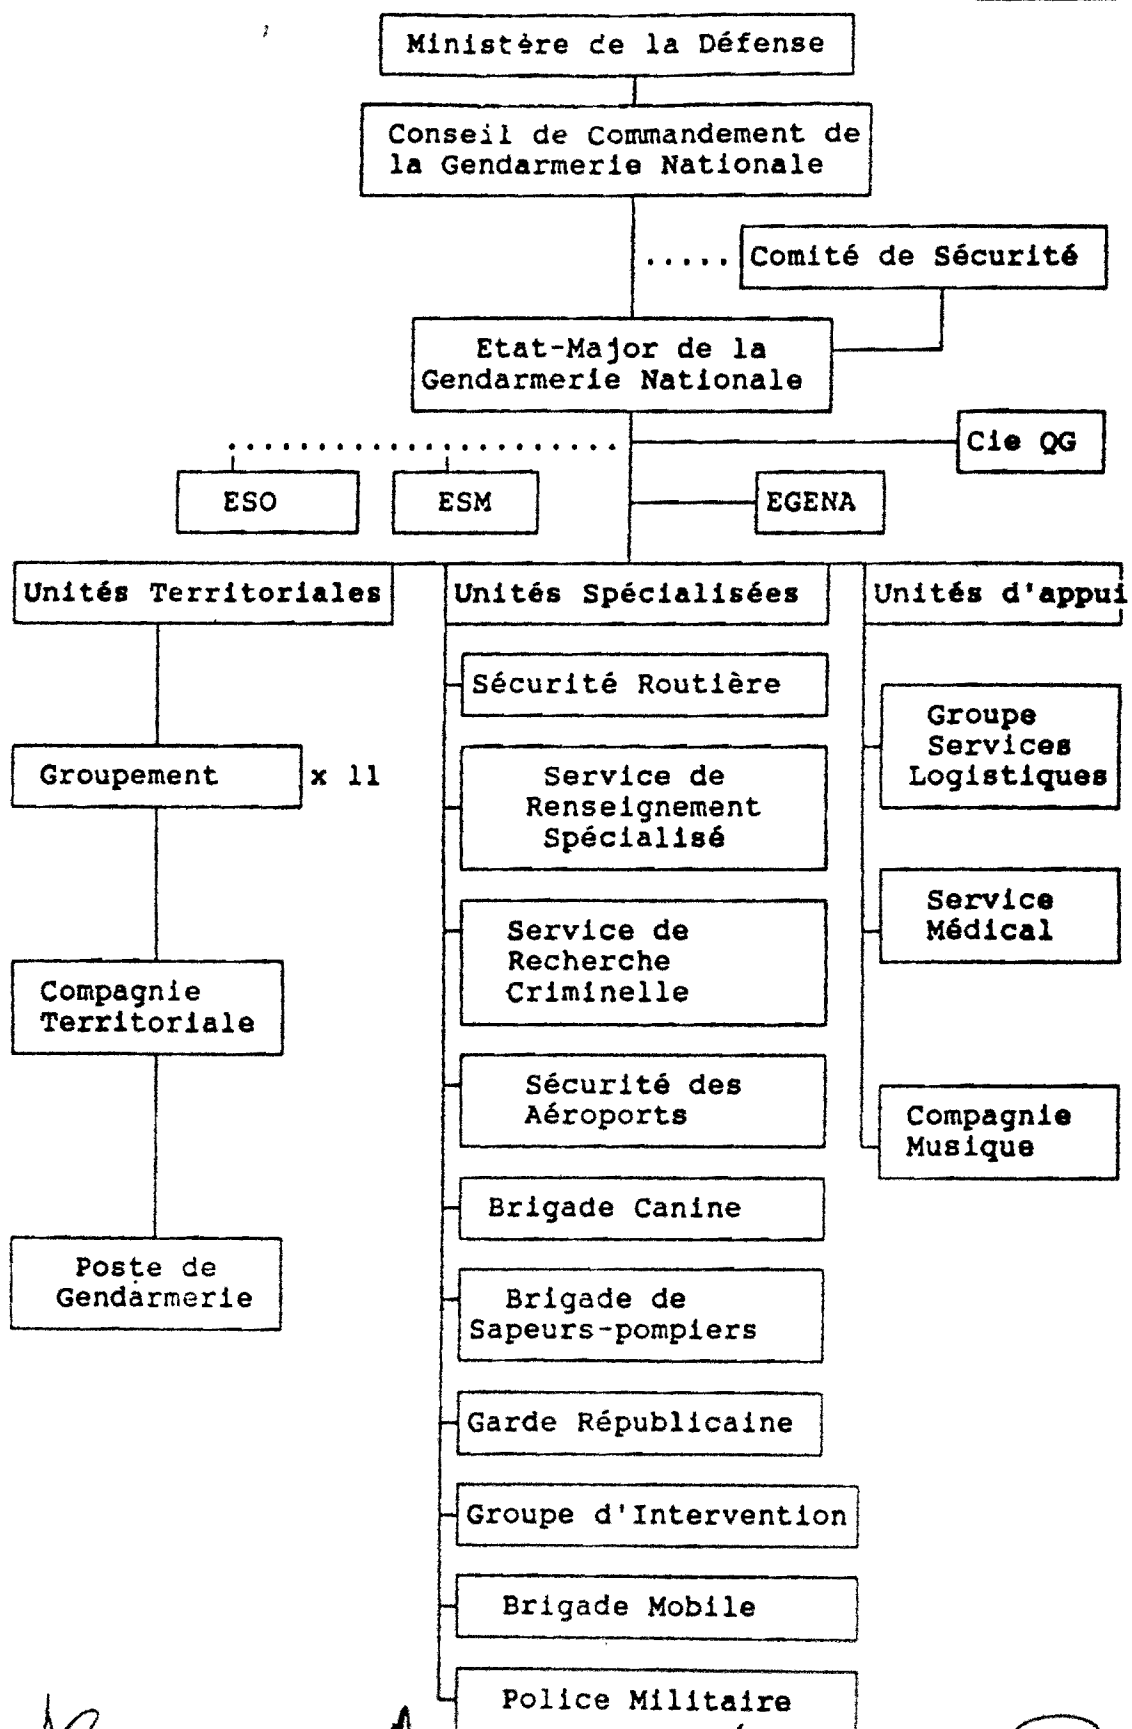 Ministère de la Défense
Conseil de Commandement de
la Gendarmerie Nationale
..... Comité de Sécurité
Etat-Major de la
Gendarmerie Nationale
Cie QG
ESO
ESM
EGENA
Unités Territoriales
Groupement x 11
Compagnie
Territoriale
Poste de
Gendarmerie
Unités Spécialisées
Sécurité Routière
Service de
Renseignement
Spécialisé
Service de
Recherche
Criminelle
Sécurité des
Aéroports
Brigade Canine
Brigade de
Sapeurs-pompiers
Garde Républicaine
Groupe d'Intervention
Brigade Mobile
Police Militaire
Unités d'appui
Groupe
Services
Logistiques
Service
Médical
Compagnie
Musique